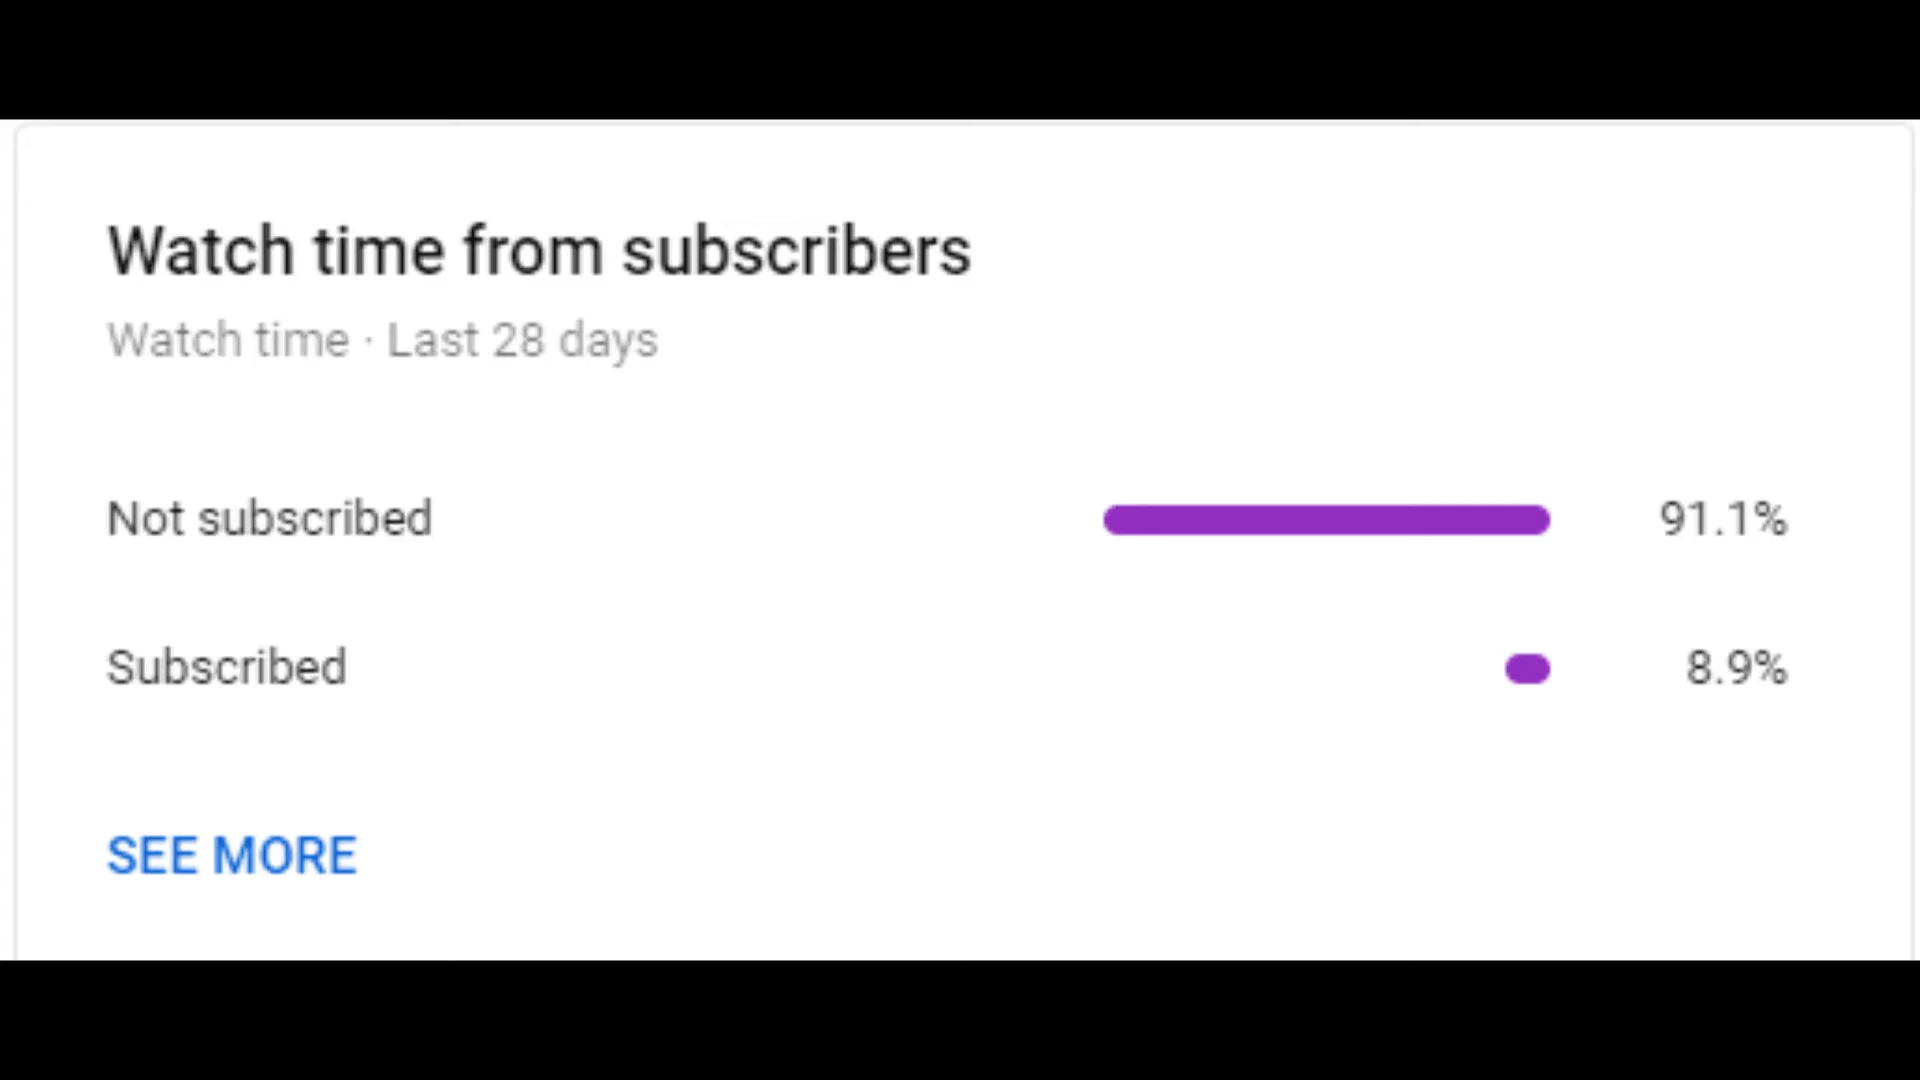 Watch time from subscribers
Watch time · Last 28 days
Not subscribed 91.1%
Subscribed 8.9%
SEE MORE